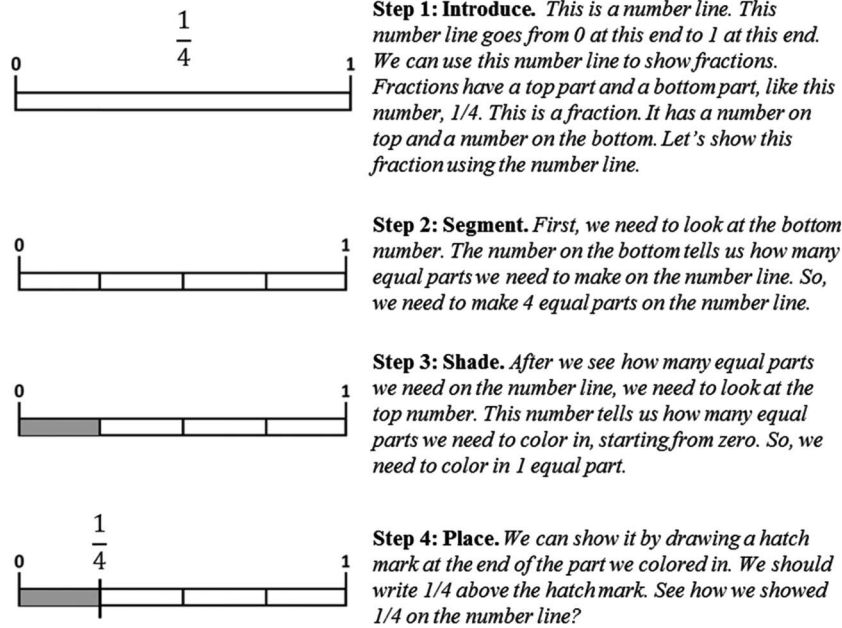 1
4
0 1
Step 1: Introduce. This is a number line. This
number line goes from 0 at this end to 1 at this end.
We can use this number line to show fractions.
Fractions have a top part and a bottom part, like this
number, 1/4. This is a fraction. It has a number on
top and a number on the bottom. Let's show this
fraction using the number line.
0 1
Step 2: Segment. First, we need to look at the bottom
number. The number on the bottom tells us how many
equal parts we need to make on the number line. So,
we need to make 4 equal parts on the number line.
0 1
Step 3: Shade. After we see how many equal parts
we need on the number line, we need to look at the
top number. This number tells us how many equal
parts we need to color in, starting from zero. So, we
need to color in 1 equal part.
1
4
0 1
Step 4: Place. We can show it by drawing a hatch
mark at the end of the part we colored in. We should
write 1/4 above the hatch mark. See how we showed
1/4 on the number line?